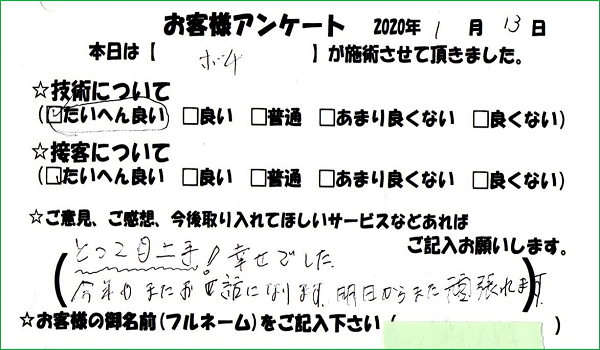 お客様アンケート 2020年 1 月 13 日
本日は【 】が施術させて頂きました。
☆技術について
(□たいへん良い □良い □普通 □あまり良くない □良くない)
☆接客について
(□たいへん良い □良い □普通 □あまり良くない □良くない)
☆ご意見、ご感想、今後取り入れてほしいサービスなどあれば
ご記入お願いします。
とっても上手!幸せでした
今年もまたお世話になります。明日からまた頑張れます
☆お客様の御名前(フルネーム)をご記入下さい( )